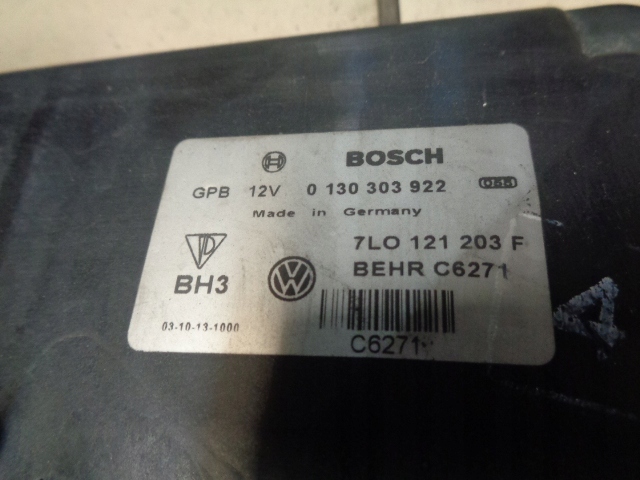 BOSCH
GPB 12V 0 130 303 922
Made in Germany
7L0 121 203 F
BEHR C6271
BH3
03-10-13-1000
C6271
A